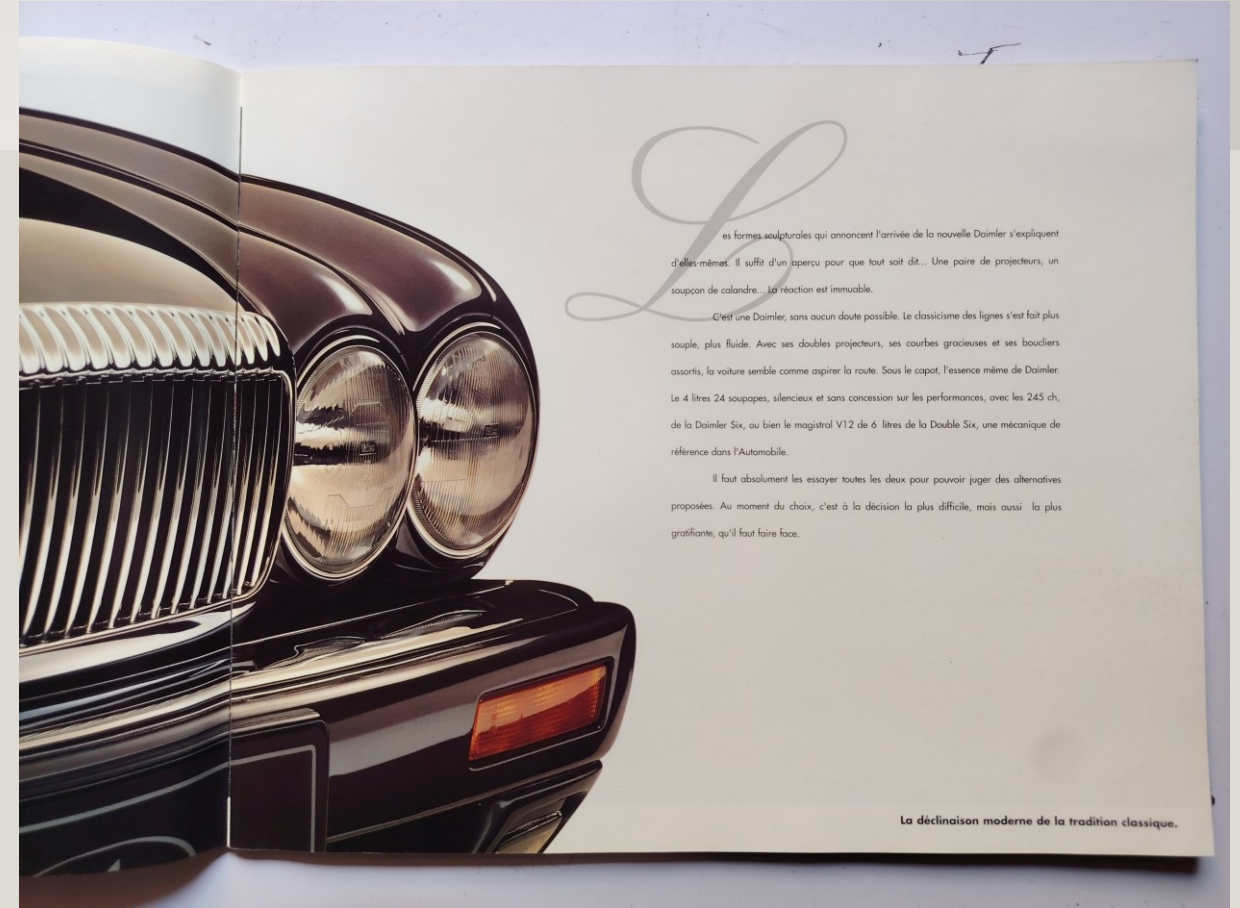 Les formes sculpturales qui annoncent l'arrivée de la nouvelle Daimler s'expliquent
d'elles-mêmes. Il suffit d'un aperçu pour que tout soit dit... Une paire de projecteurs, un
soupçon de calandre... La réaction est immuable.
C'est une Daimler, sans aucun doute possible. Le classicisme des lignes s'est fait plus
souple, plus fluide. Avec ses doubles projecteurs, ses courbes gracieuses et ses boucliers
assortis, la voiture semble comme aspirer la route. Sous le capot, l'essence même de Daimler.
Le 4 litres 24 soupapes, silencieux et sans concession sur les performances, avec les 245 ch,
de la Daimler Six, ou bien le magistral V12 de 6 litres de la Double Six, une mécanique de
référence dans l'Automobile.
Il faut absolument les essayer toutes les deux pour pouvoir juger des alternatives
proposées. Au moment du choix, c'est à la décision la plus difficile, mais aussi la plus
gratifiante, qu'il faut faire face.
La déclinaison moderne de la tradition classique.